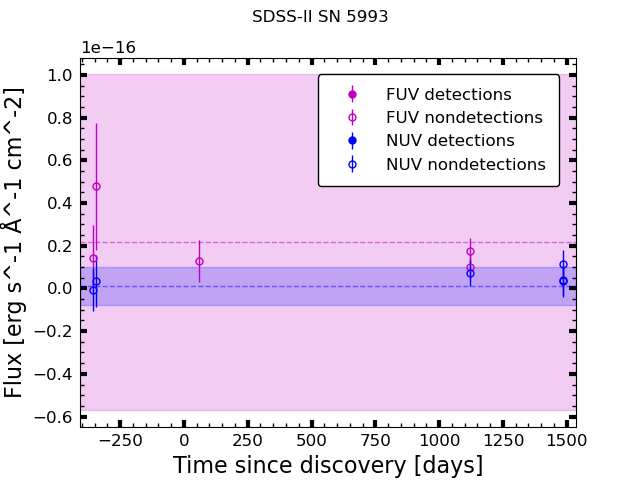 SDSS-II SN 5993
1e−16
1.0
0.8
0.6
0.4
0.2
0.0
−0.2
−0.4
−0.6
Flux [erg s^-1 Å^-1 cm^-2]
FUV detections
FUV nondetections
NUV detections
NUV nondetections
−250 0 250 500 750 1000 1250 1500
Time since discovery [days]